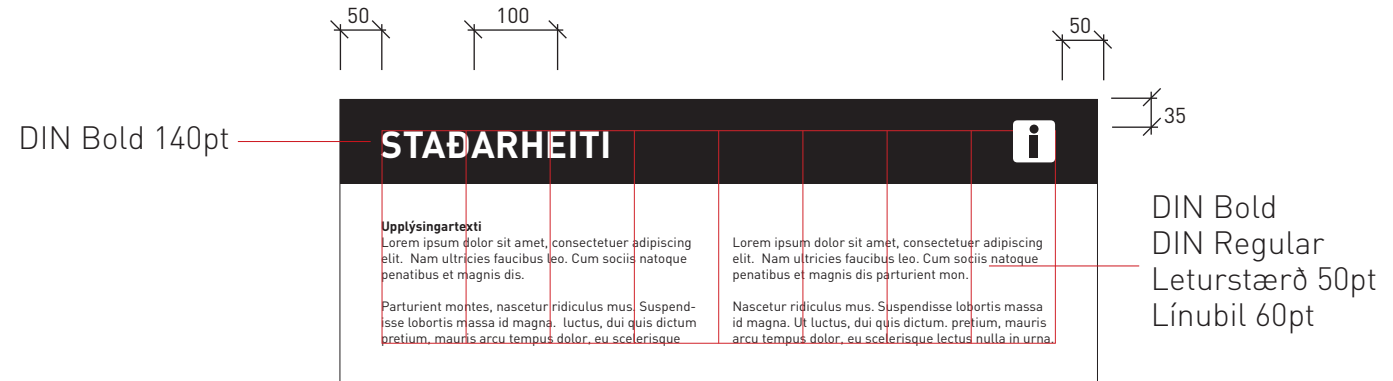 50
100
50
35
DIN Bold 140pt
STAÐARHEITI
i
Upplýsingartexti
Lorem ipsum dolor sit amet, consectetuer adipiscing
elit.  Nam ultricies faucibus leo. Cum sociis natoque
penatibus et magnis dis.
Parturient montes, nascetur ridiculus mus. Suspend-
isse lobortis massa id magna.  luctus, dui quis dictum
pretium, mauris arcu tempus dolor, eu scelerisque
Lorem ipsum dolor sit amet, consectetuer adipiscing
elit.  Nam ultricies faucibus leo. Cum sociis natoque
penatibus et magnis dis parturient mon.
Nascetur ridiculus mus. Suspendisse lobortis massa
id magna. Ut luctus, dui quis dictum. pretium, mauris
arcu tempus dolor, eu scelerisque lectus nulla in urna.
DIN Bold
DIN Regular
Leturstærð 50pt
Línubil 60pt